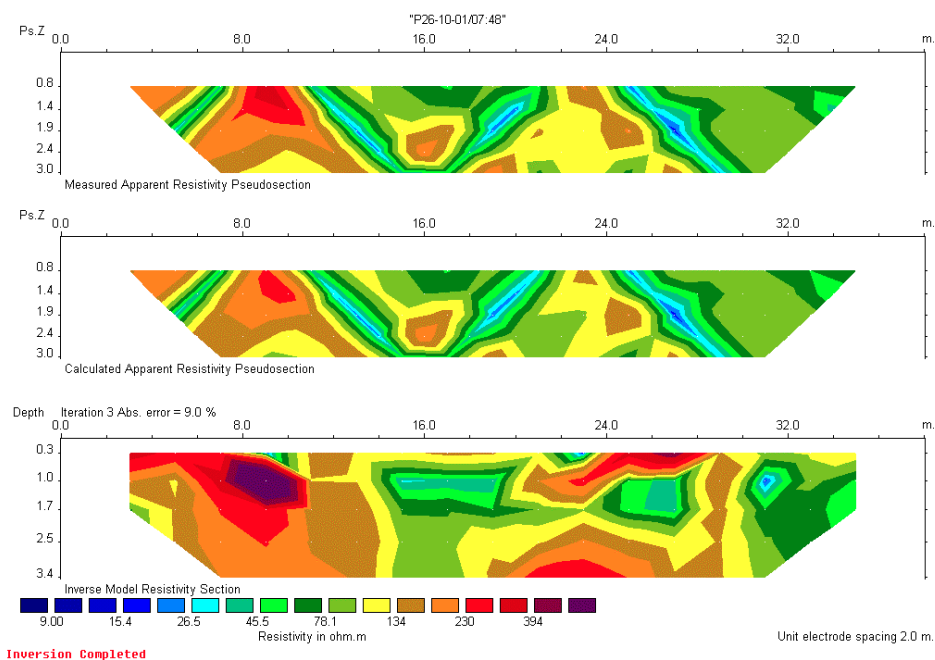 "P26-10-01/07:48"
Ps.Z 0.0 8.0 16.0 24.0 32.0 m.
0.8
1.4
1.9
2.4
3.0
Measured Apparent Resistivity Pseudosection
Ps.Z 0.0 8.0 16.0 24.0 32.0 m.
0.8
1.4
1.9
2.4
3.0
Calculated Apparent Resistivity Pseudosection
Depth Iteration 3 Abs. error = 9.0 %
0.0 8.0 16.0 24.0 32.0 m.
0.3
1.0
1.7
2.5
3.4
Inverse Model Resistivity Section
9.00 15.4 26.5 45.5 78.1 134 230 394
Resistivity in ohm.m
Unit electrode spacing 2.0 m.
Inversion Completed